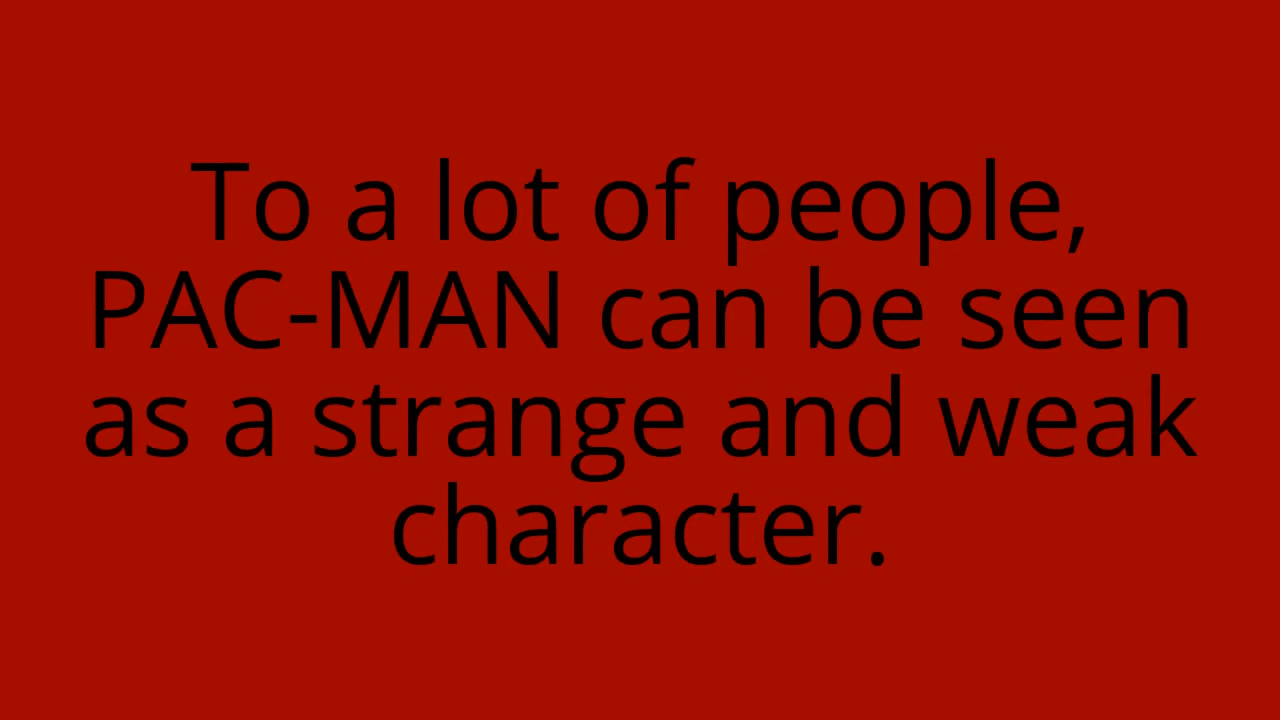 To a lot of people,
PAC-MAN can be seen
as a strange and weak
character.